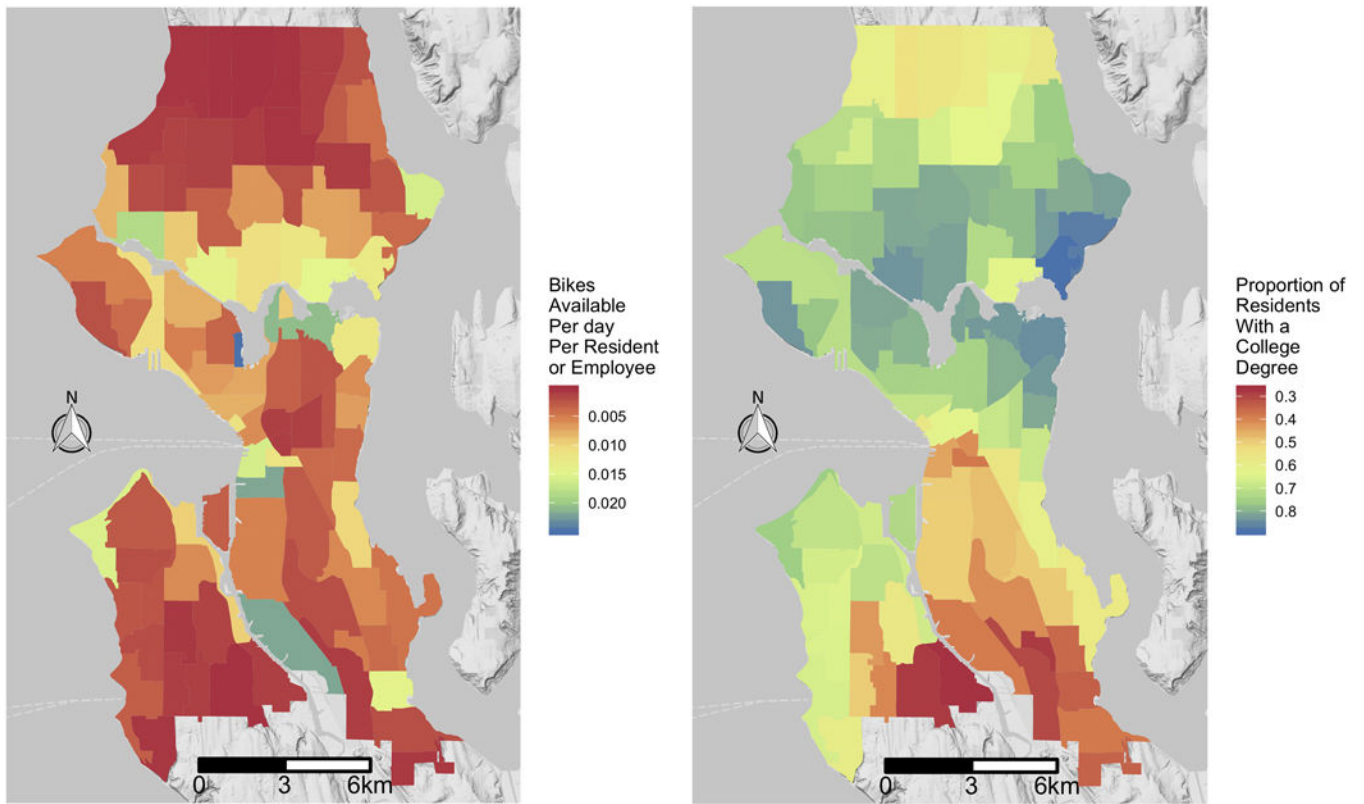 Bikes
Available
Per day
Per Resident
or Employee
0.005
0.010
0.015
0.020
N
0 3 6km
Proportion of
Residents
With a
College
Degree
0.3
0.4
0.5
0.6
0.7
0.8
N
0 3 6km